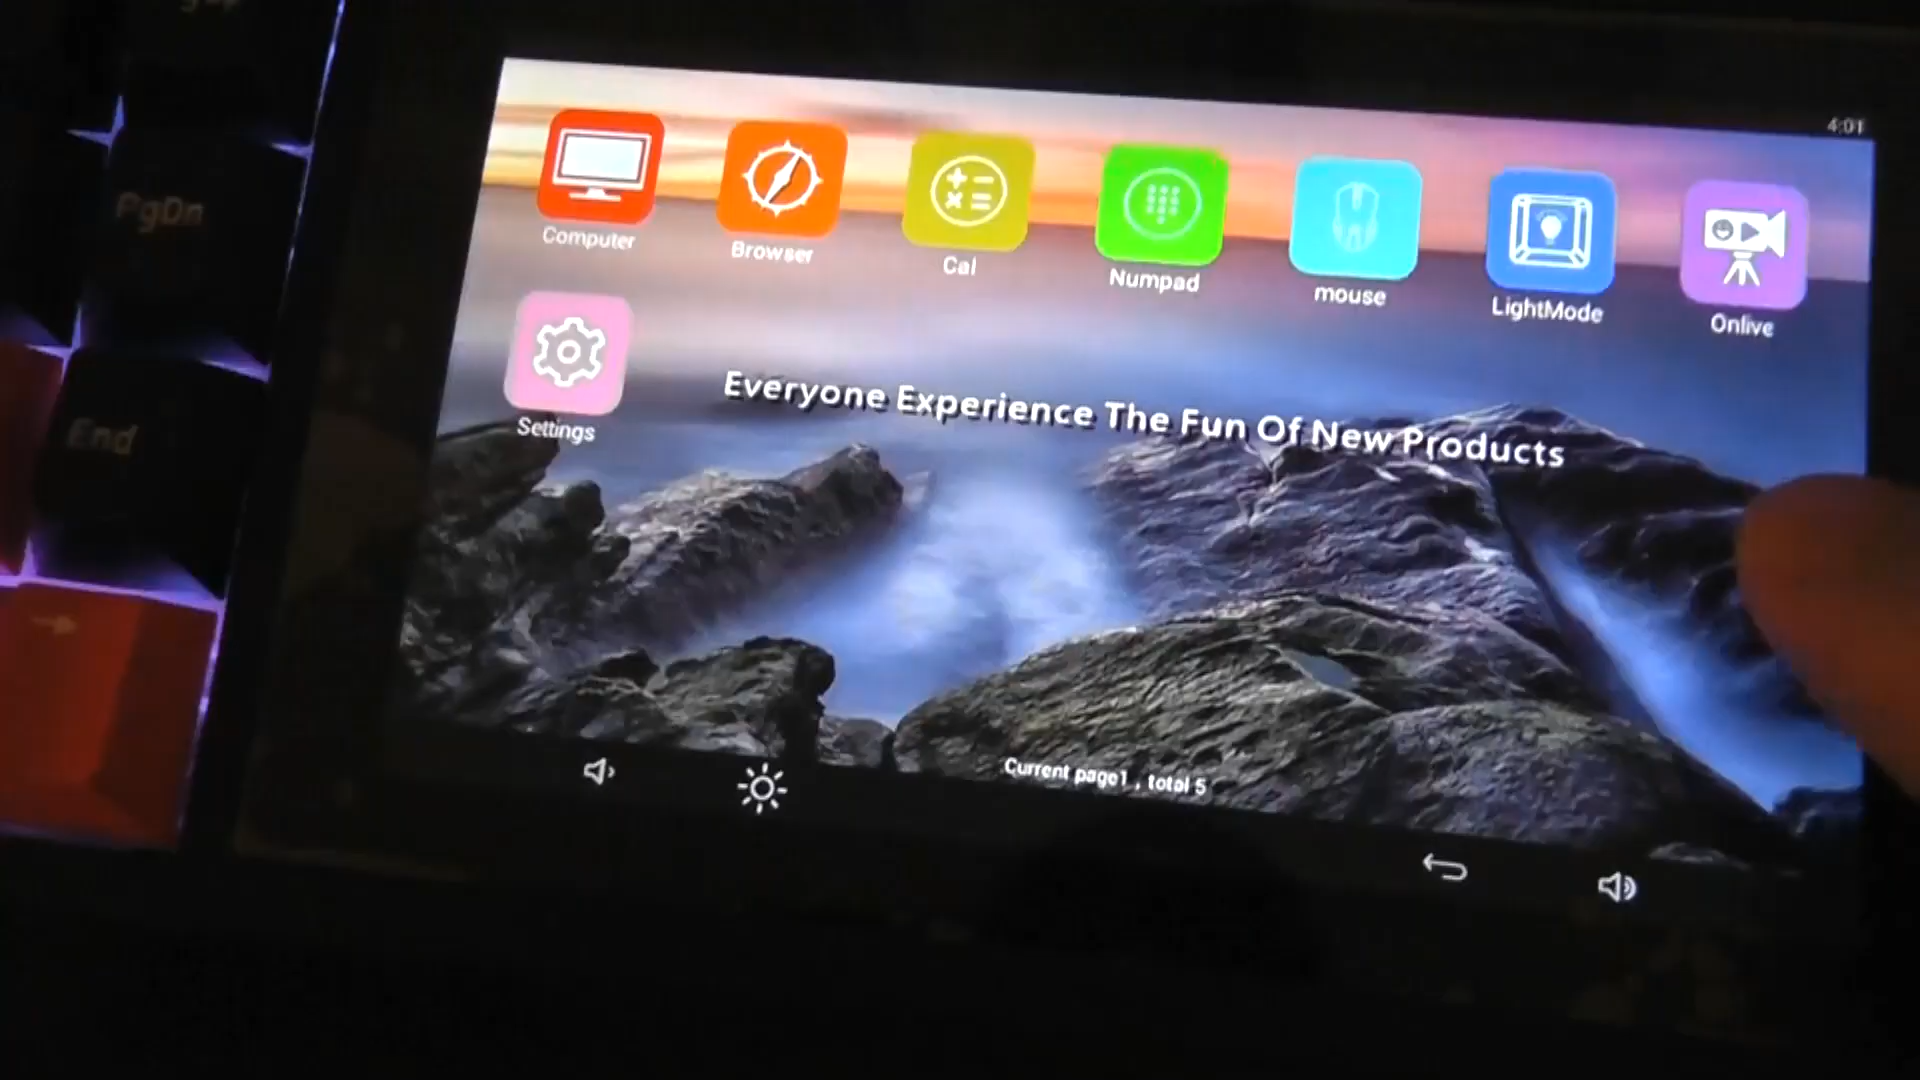 4:01
Computer
Browser
Cal
Numpad
mouse
LightMode
Onlive
Settings
Everyone Experience The Fun Of New Products
Current page1 , total 5
PgDn
End